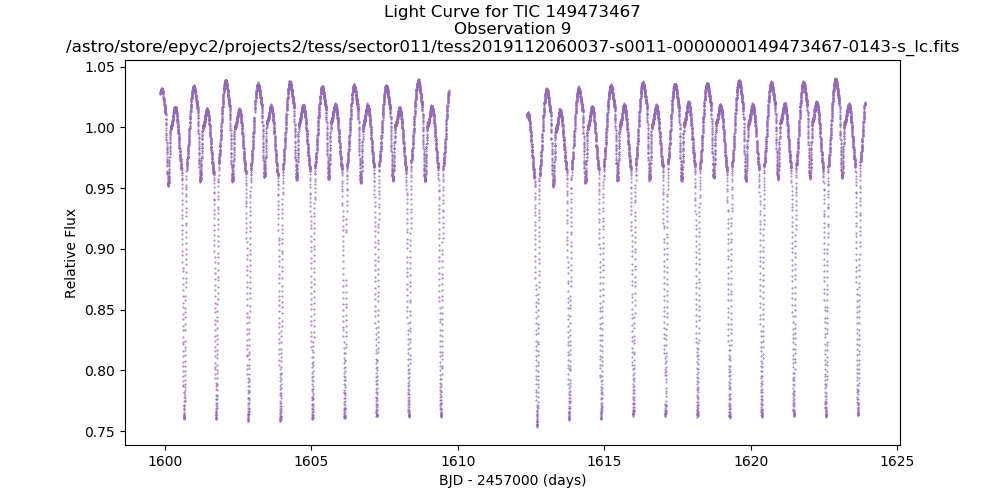 Light Curve for TIC 149473467
Observation 9
/astro/store/epyc2/projects2/tess/sector011/tess2019112060037-s0011-0000000149473467-0143-s_lc.fits
1.05
1.00
0.95
0.90
0.85
0.80
0.75
Relative Flux
1600
1605
1610
1615
1620
1625
BJD - 2457000 (days)